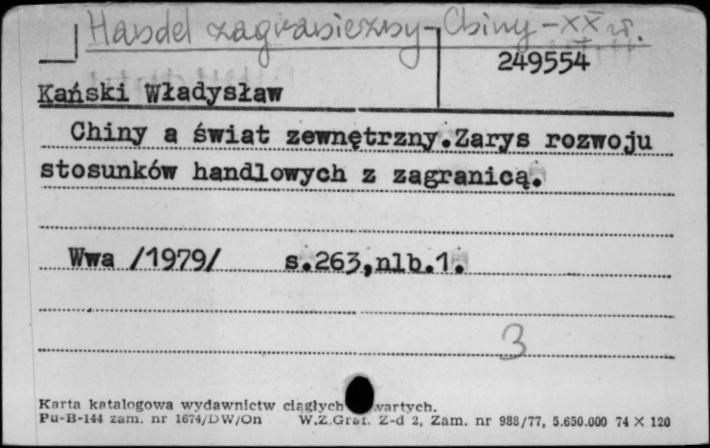 Handel zagraniczny - Chiny - XX w.
249554
Kański Władysław
Chiny a świat zewnętrzny.Zarys rozwoju
stosunków handlowych z zagranicą.
Wwa /1979/ s.263,nlb.1.
3
Karta katalogowa wydawnictw ciągłych wartych.
Pu-B-144 zam. nr 1674/DW/On W.Z.Graf. Z-d 2, Zam. nr 988/77, 5.650.000 74 X 120